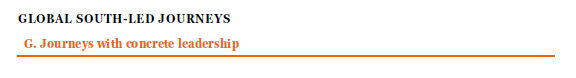 GLOBAL SOUTH-LED JOURNEYS
G. Journeys with concrete leadership